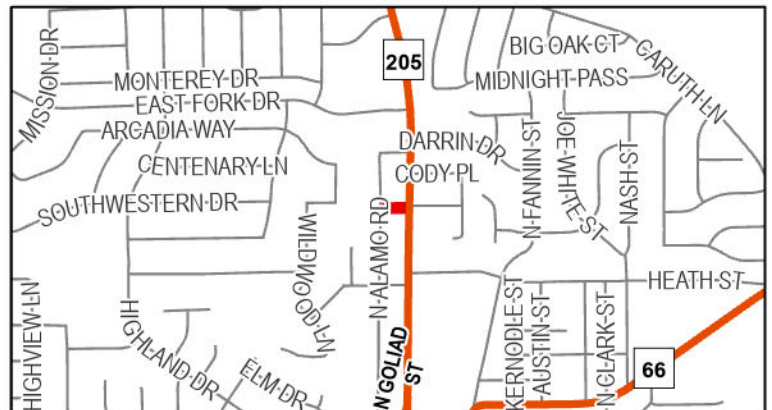 MISSION DR
205
BIG OAK CT
CARUTH LN
MONTEREY DR
MIDNIGHT PASS
EAST FORK DR
ARCADIA WAY
DARRIN DR
N FANNIN ST
JOE WHITE ST
NASH ST
CENTENARY LN
CODY PL
SOUTHWESTERN DR
WILDWOOD LN
N ALAMO RD
HEATH ST
HIGHVIEW LN
HIGHLAND DR
ELM DR
N GOLIAD
ST
KERNODLE ST
AUSTIN ST
N CLARK ST
66